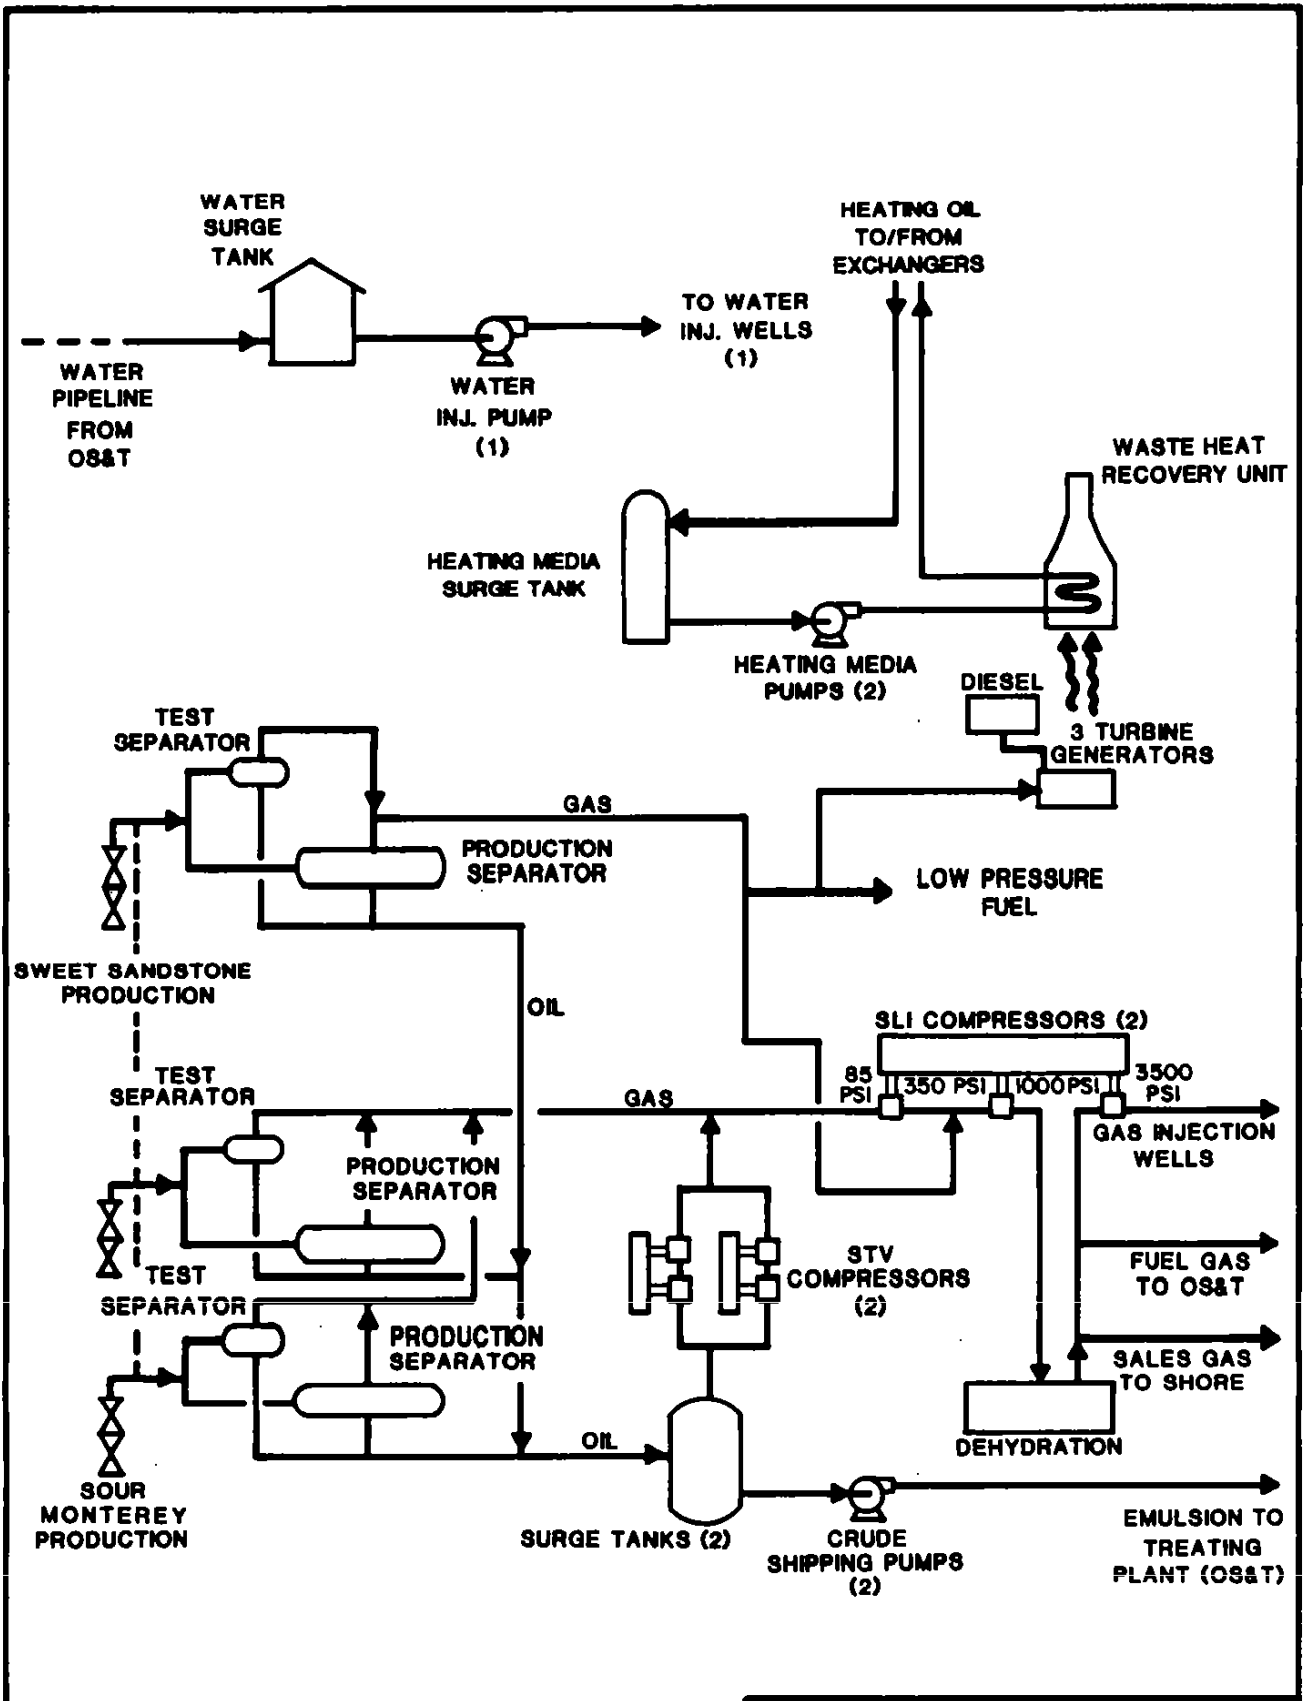 WATER
SURGE
TANK
HEATING OIL
TO/FROM
EXCHANGERS
TO WATER
INJ. WELLS
(1)
WATER
PIPELINE
FROM
OS&T
WATER
INJ. PUMP
(1)
WASTE HEAT
RECOVERY UNIT
HEATING MEDIA
SURGE TANK
HEATING MEDIA
PUMPS (2)
DIESEL
3 TURBINE
GENERATORS
TEST
SEPARATOR
GAS
PRODUCTION
SEPARATOR
LOW PRESSURE
FUEL
SWEET SANDSTONE
PRODUCTION
OIL
SLI COMPRESSORS (2)
85
PSI
350 PSI
1000 PSI
3500
PSI
TEST
SEPARATOR
GAS
GAS INJECTION
WELLS
PRODUCTION
SEPARATOR
STV
COMPRESSORS
(2)
FUEL GAS
TO OS&T
TEST
SEPARATOR
PRODUCTION
SEPARATOR
SALES GAS
TO SHORE
OIL
DEHYDRATION
SOUR
MONTEREY
PRODUCTION
SURGE TANKS (2)
CRUDE
SHIPPING PUMPS
(2)
EMULSION TO
TREATING
PLANT (OS&T)